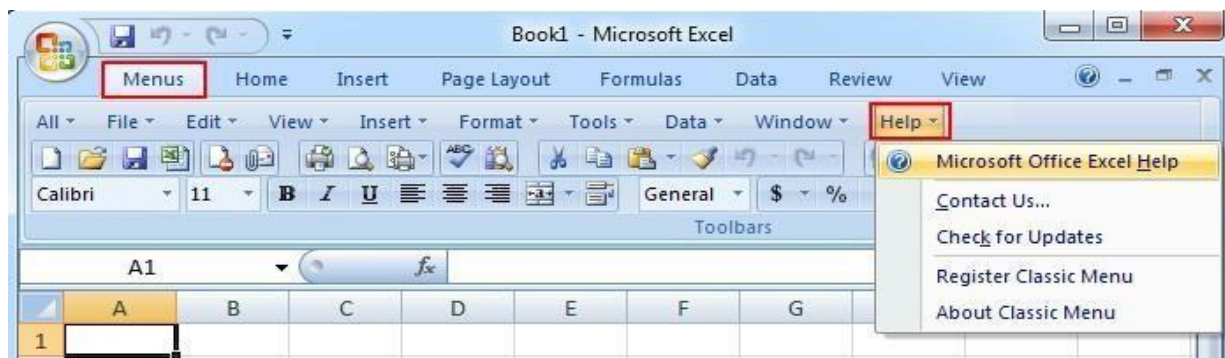 Book1 - Microsoft Excel
Menus Home Insert Page Layout Formulas Data Review View
All File Edit View Insert Format Tools Data Window Help
ABC
Microsoft Office Excel Help
Calibri 11 B I U a General $ %
Contact Us...
Toolbars
Check for Updates
A1 fx
Register Classic Menu
A B C D E F G
About Classic Menu
1